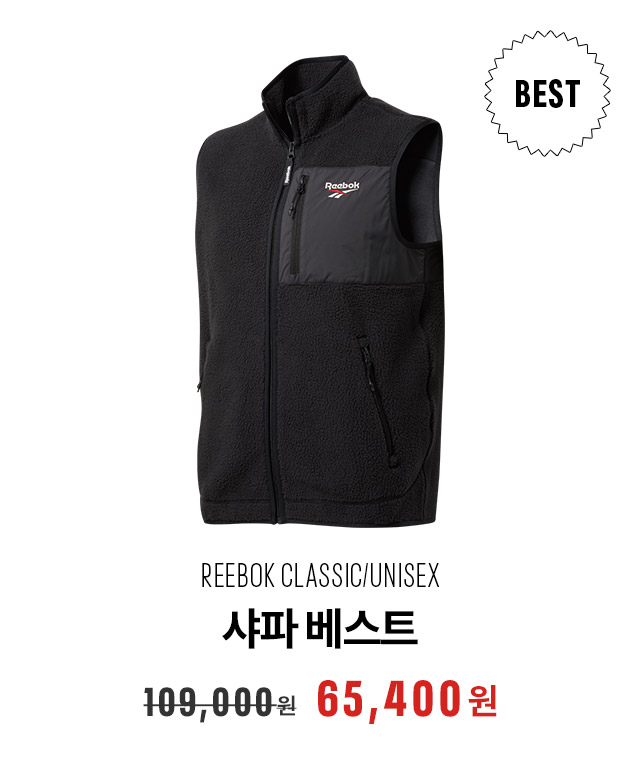 BEST
Reebok
Reebok
REEBOK CLASSIC/UNISEX
샤파 베스트
109,000원 65,400원